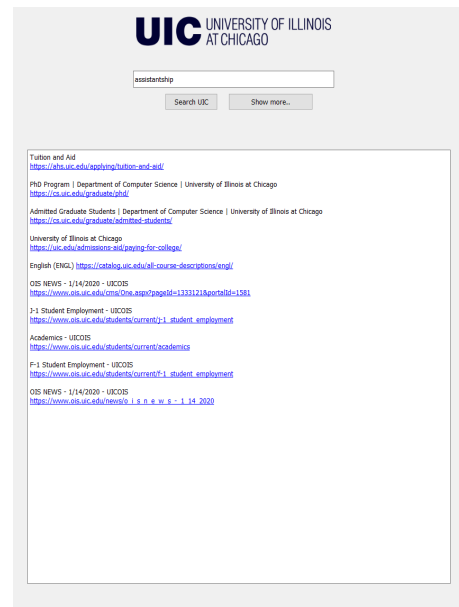 UIC UNIVERSITY OF ILLINOIS
AT CHICAGO
assistantship
Search UIC
Show more...
Tuition and Aid
https://ahs.uic.edu/applying/tuition-and-aid/
PhD Program | Department of Computer Science | University of Illinois at Chicago
https://cs.uic.edu/graduate/phd/
Admitted Graduate Students | Department of Computer Science | University of Illinois at Chicago
https://cs.uic.edu/graduate/admitted-students/
University of Illinois at Chicago
https://uic.edu/admissions-aid/paying-for-college/
English (ENGL) https://catalog.uic.edu/all-course-descriptions/engl/
OIS NEWS - 1/14/2020 - UICOIS
https://www.ois.uic.edu/cms/One.aspx?pageId=1333121&portalId=1581
J-1 Student Employment - UICOIS
https://www.ois.uic.edu/students/current/j-1_student_employment
Academics - UICOIS
https://www.ois.uic.edu/students/current/academics
F-1 Student Employment - UICOIS
https://www.ois.uic.edu/students/current/f-1_student_employment
OIS NEWS - 1/14/2020 - UICOIS
https://www.ois.uic.edu/news/o_i_s_n_e_w_s_-_1_14_2020